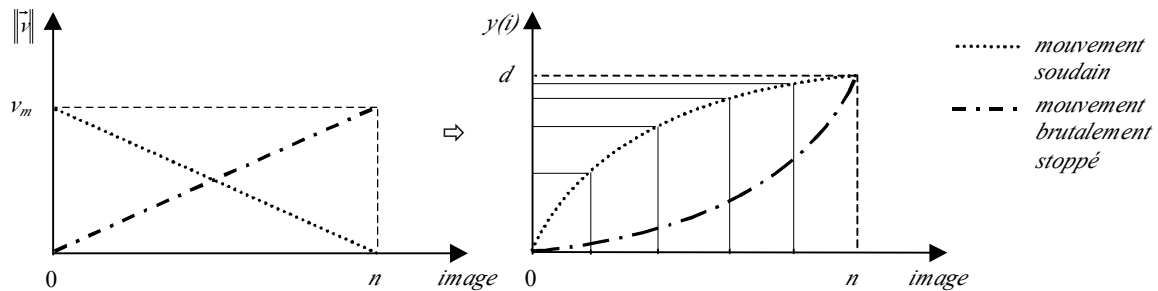 ‖v⃗‖
v_m
0
n
image
⇨
y(i)
d
0
n
image
mouvement
soudain
mouvement
brutalement
stoppé